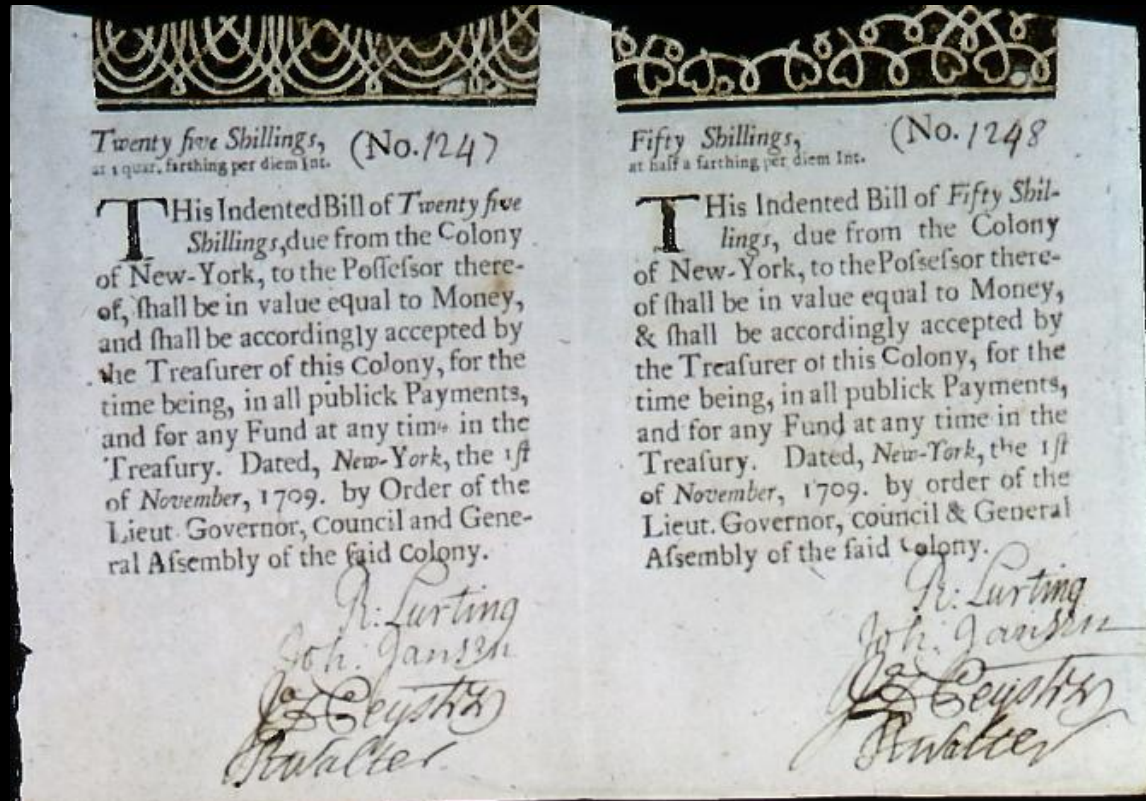 Twenty five Shillings, (No. 1247
at 1 quar. farthing per diem Int.
THis Indented Bill of Twenty five
Shillings, due from the Colony
of New-York, to the Poſſeſsor there-
of, ſhall be in value equal to Money,
and ſhall be accordingly accepted by
the Treaſurer of this Colony, for the
time being, in all publick Payments,
and for any Fund at any time in the
Treaſury. Dated, New-York, the 1ſt
of November, 1709. by Order of the
Lieut. Governor, Council and Gene-
ral Aſsembly of the ſaid Colony.
R: Lurting
Joh: Jansen
JD Peyster
R Walter
Fifty Shillings, (No. 1248
at half a farthing per diem Int.
THis Indented Bill of Fifty Shil-
lings, due from the Colony
of New-York, to the Poſseſsor there-
of ſhall be in value equal to Money,
& ſhall be accordingly accepted by
the Treaſurer of this Colony, for the
time being, in all publick Payments,
and for any Fund at any time in the
Treaſury. Dated, New-York, the 1ſt
of November, 1709. by order of the
Lieut. Governor, council & General
Aſsembly of the ſaid Colony.
R: Lurting
Joh: Jansen
JD Peyster
R Walter